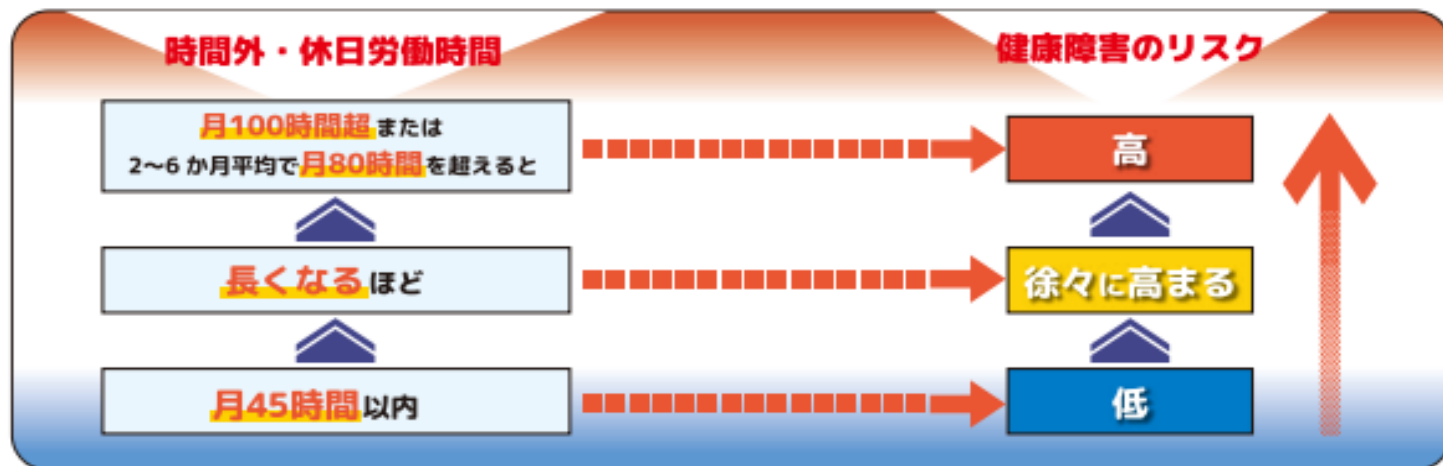 時間外・休日労働時間
健康障害のリスク
月100時間超または
2～6か月平均で月80時間を超えると
高
長くなるほど
徐々に高まる
月45時間以内
低